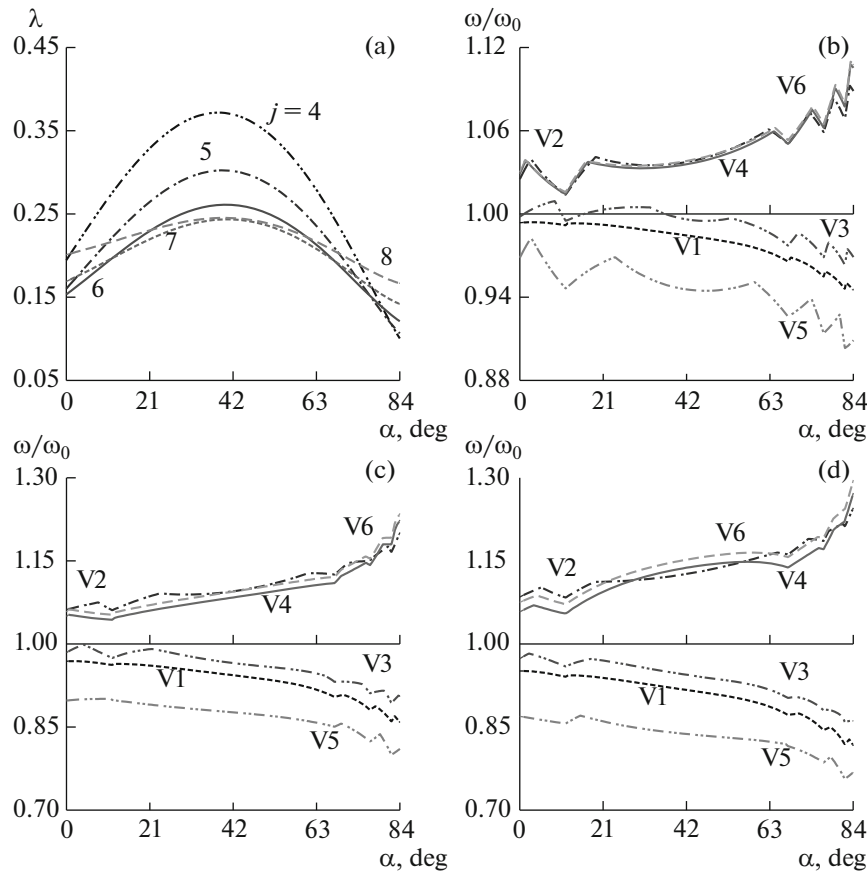 λ
(a)
0.45
0.35
0.25
0.15
0.05
j = 4
5
6
7
8
0 21 42 63 84
α, deg
ω/ω0
(b)
1.12
1.06
1.00
0.94
0.88
V2
V6
V4
V1
V3
V5
0 21 42 63 84
α, deg
ω/ω0
(c)
1.30
1.15
1.00
0.85
0.70
V2
V6
V4
V1
V3
V5
0 21 42 63 84
α, deg
ω/ω0
(d)
1.30
1.15
1.00
0.85
0.70
V2
V6
V4
V1
V3
V5
0 21 42 63 84
α, deg